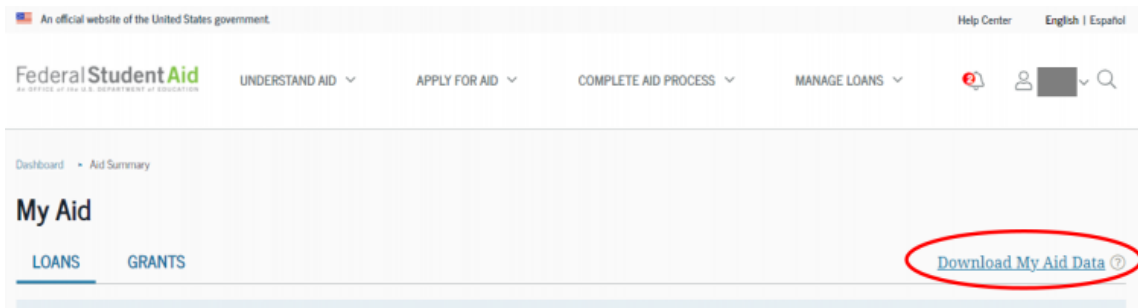 An official website of the United States government.
Help Center English | Español
Federal Student Aid
An OFFICE of the U.S. DEPARTMENT of EDUCATION
UNDERSTAND AID APPLY FOR AID COMPLETE AID PROCESS MANAGE LOANS 2
Dashboard • Aid Summary
My Aid
LOANS GRANTS Download My Aid Data ?